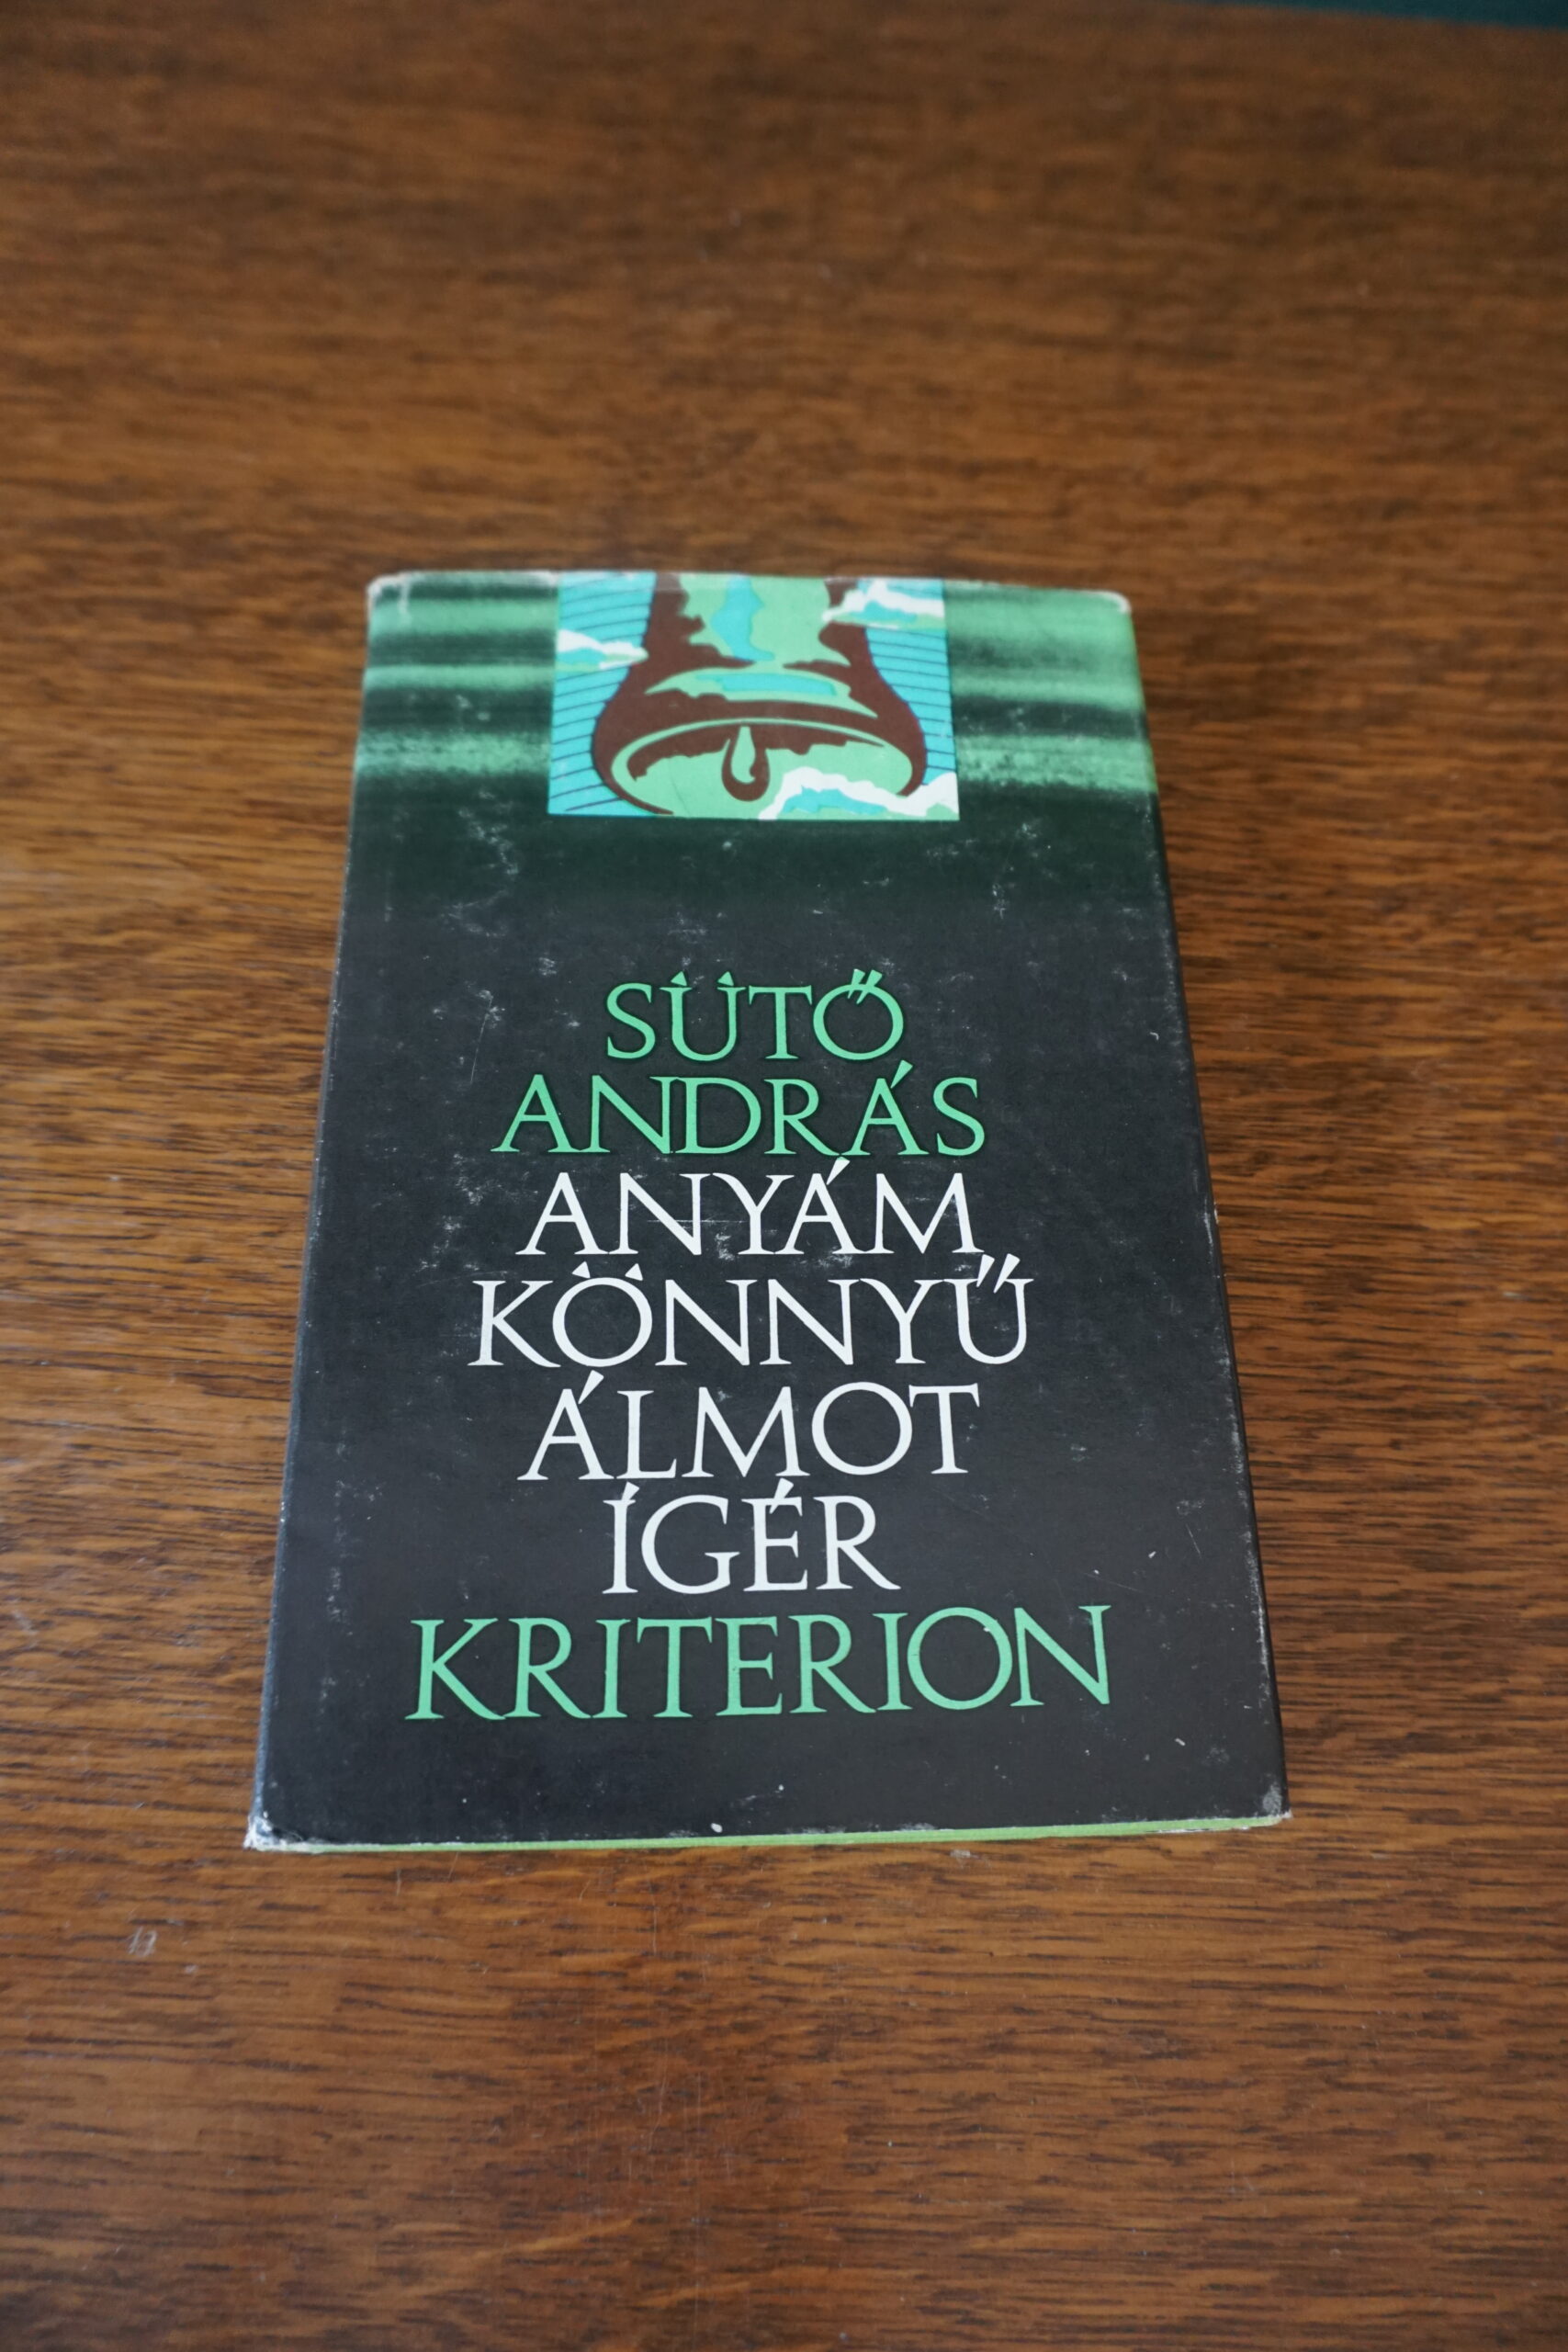 SÜTŐ
ANDRÁS
ANYÁM
KÖNNYŰ
ÁLMOT
ÍGÉR
KRITERION